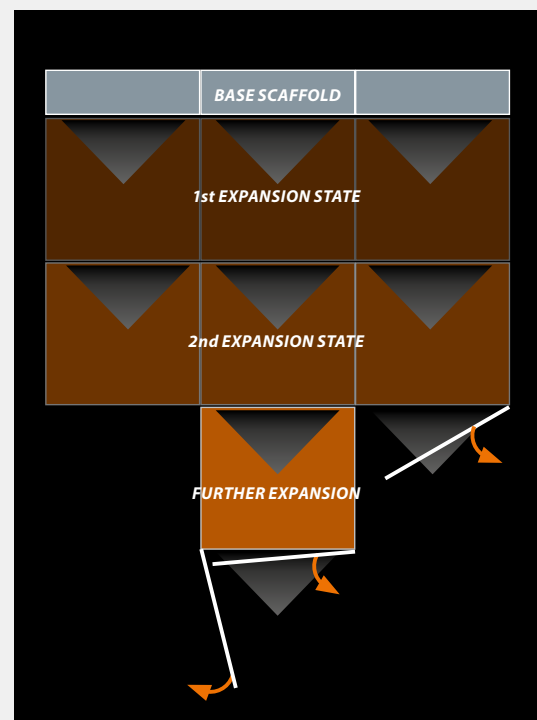 BASE SCAFFOLD
1st EXPANSION STATE
2nd EXPANSION STATE
FURTHER EXPANSION